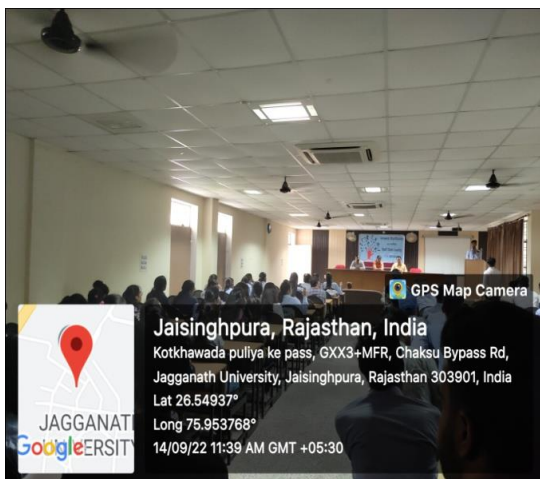 GPS Map Camera
Jaisinghpura, Rajasthan, India
Kotkhawada puliya ke pass, GXX3+MFR, Chaksu Bypass Rd,
Jagganath University, Jaisinghpura, Rajasthan 303901, India
Lat 26.54937°
Long 75.953768°
14/09/22 11:39 AM GMT +05:30
JAGGANAT
Google ERSIT